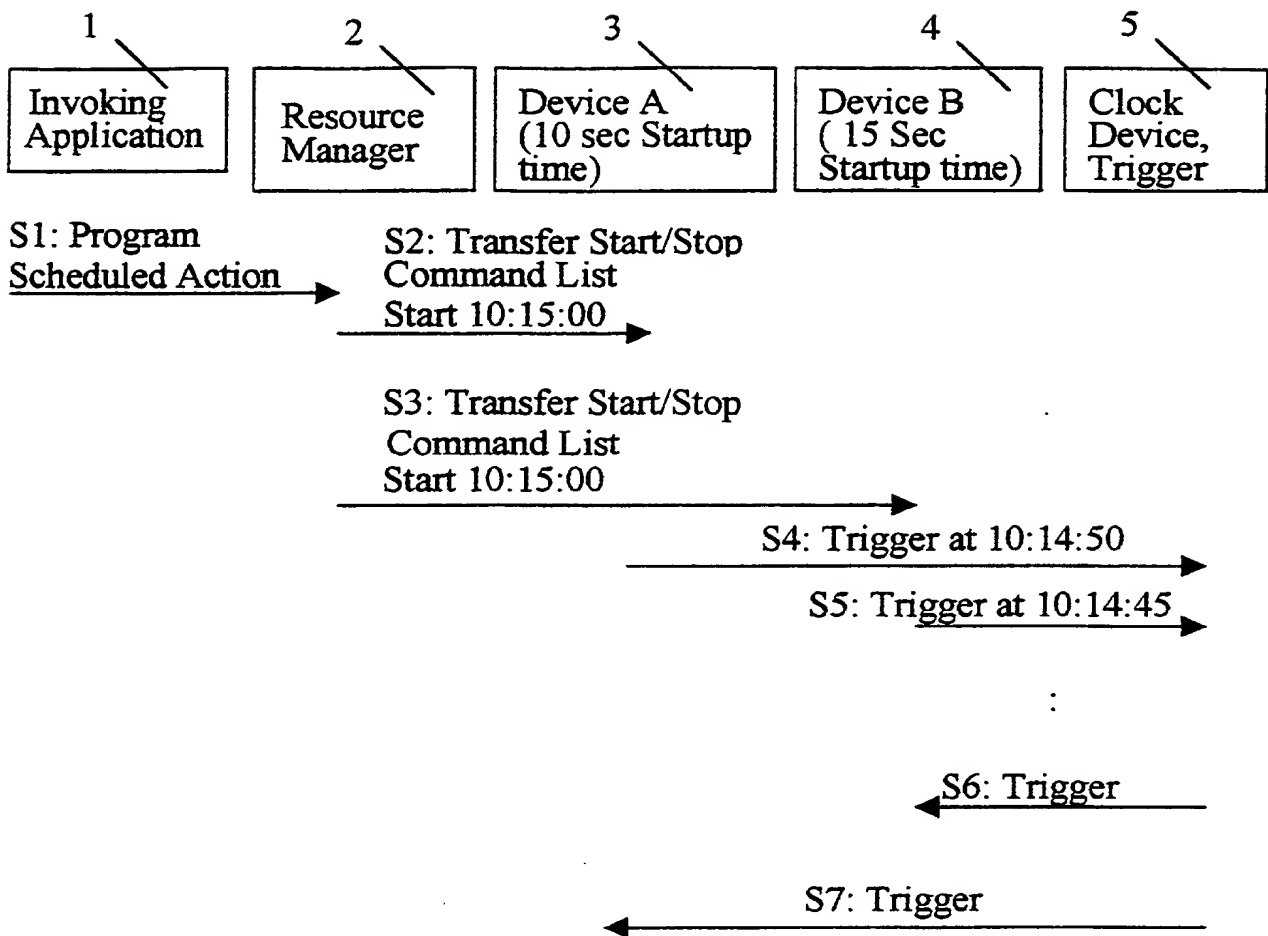 1
2
3
4
5
Invoking
Application
Resource
Manager
Device A
(10 sec Startup
time)
Device B
( 15 Sec
Startup time)
Clock
Device,
Trigger
S1: Program
Scheduled Action
S2: Transfer Start/Stop
Command List
Start 10:15:00
S3: Transfer Start/Stop
Command List
Start 10:15:00
S4: Trigger at 10:14:50
S5: Trigger at 10:14:45
:
S6: Trigger
S7: Trigger